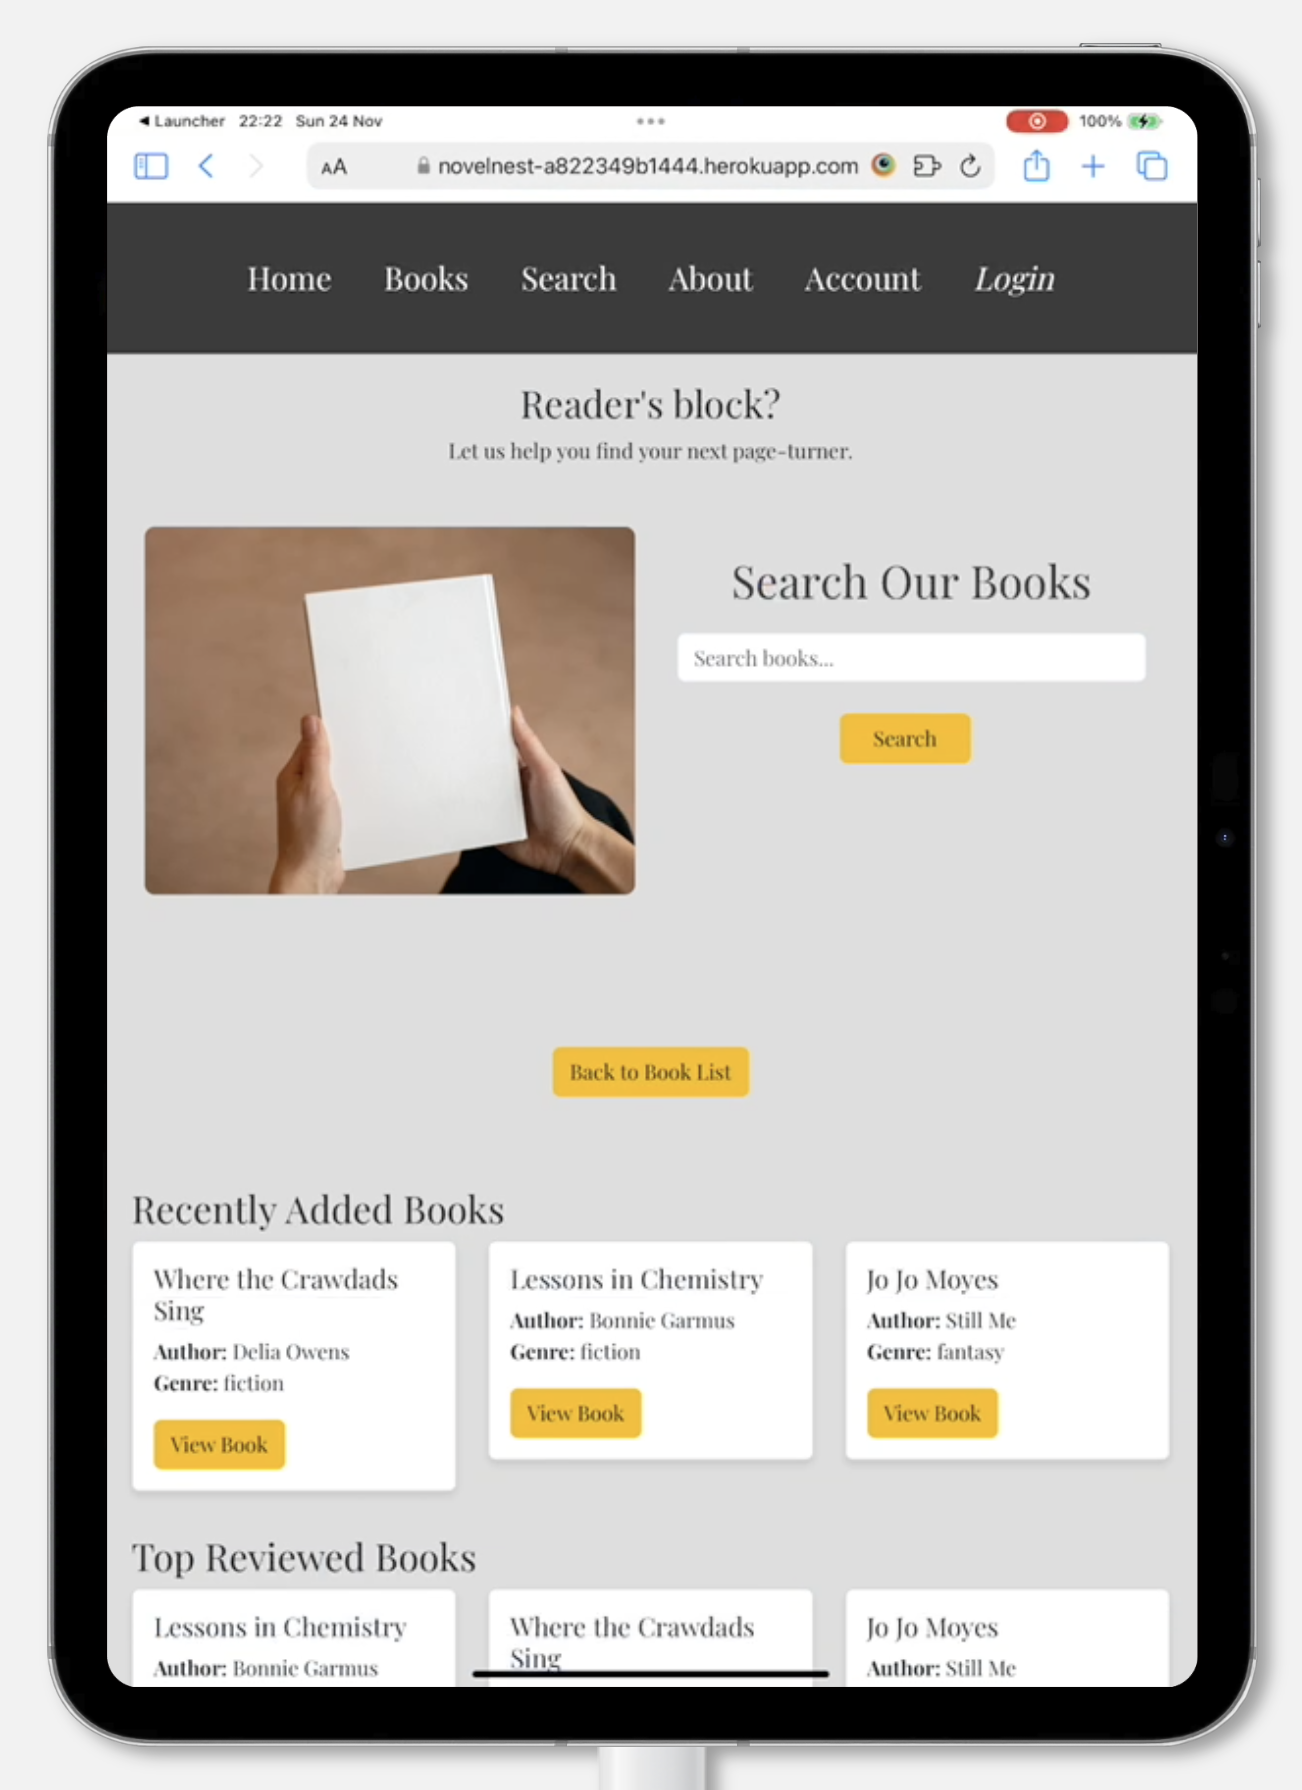 Launcher 22:22 Sun 24 Nov
100%
AA novelnest-a822349b1444.herokuapp.com
Home Books Search About Account Login
Reader's block?
Let us help you find your next page-turner.
Search Our Books
Search books...
Search
Back to Book List
Recently Added Books
Where the Crawdads
Sing
Author: Delia Owens
Genre: fiction
View Book
Lessons in Chemistry
Author: Bonnie Garmus
Genre: fiction
View Book
Jo Jo Moyes
Author: Still Me
Genre: fantasy
View Book
Top Reviewed Books
Lessons in Chemistry
Author: Bonnie Garmus
Where the Crawdads
Sing
Jo Jo Moyes
Author: Still Me